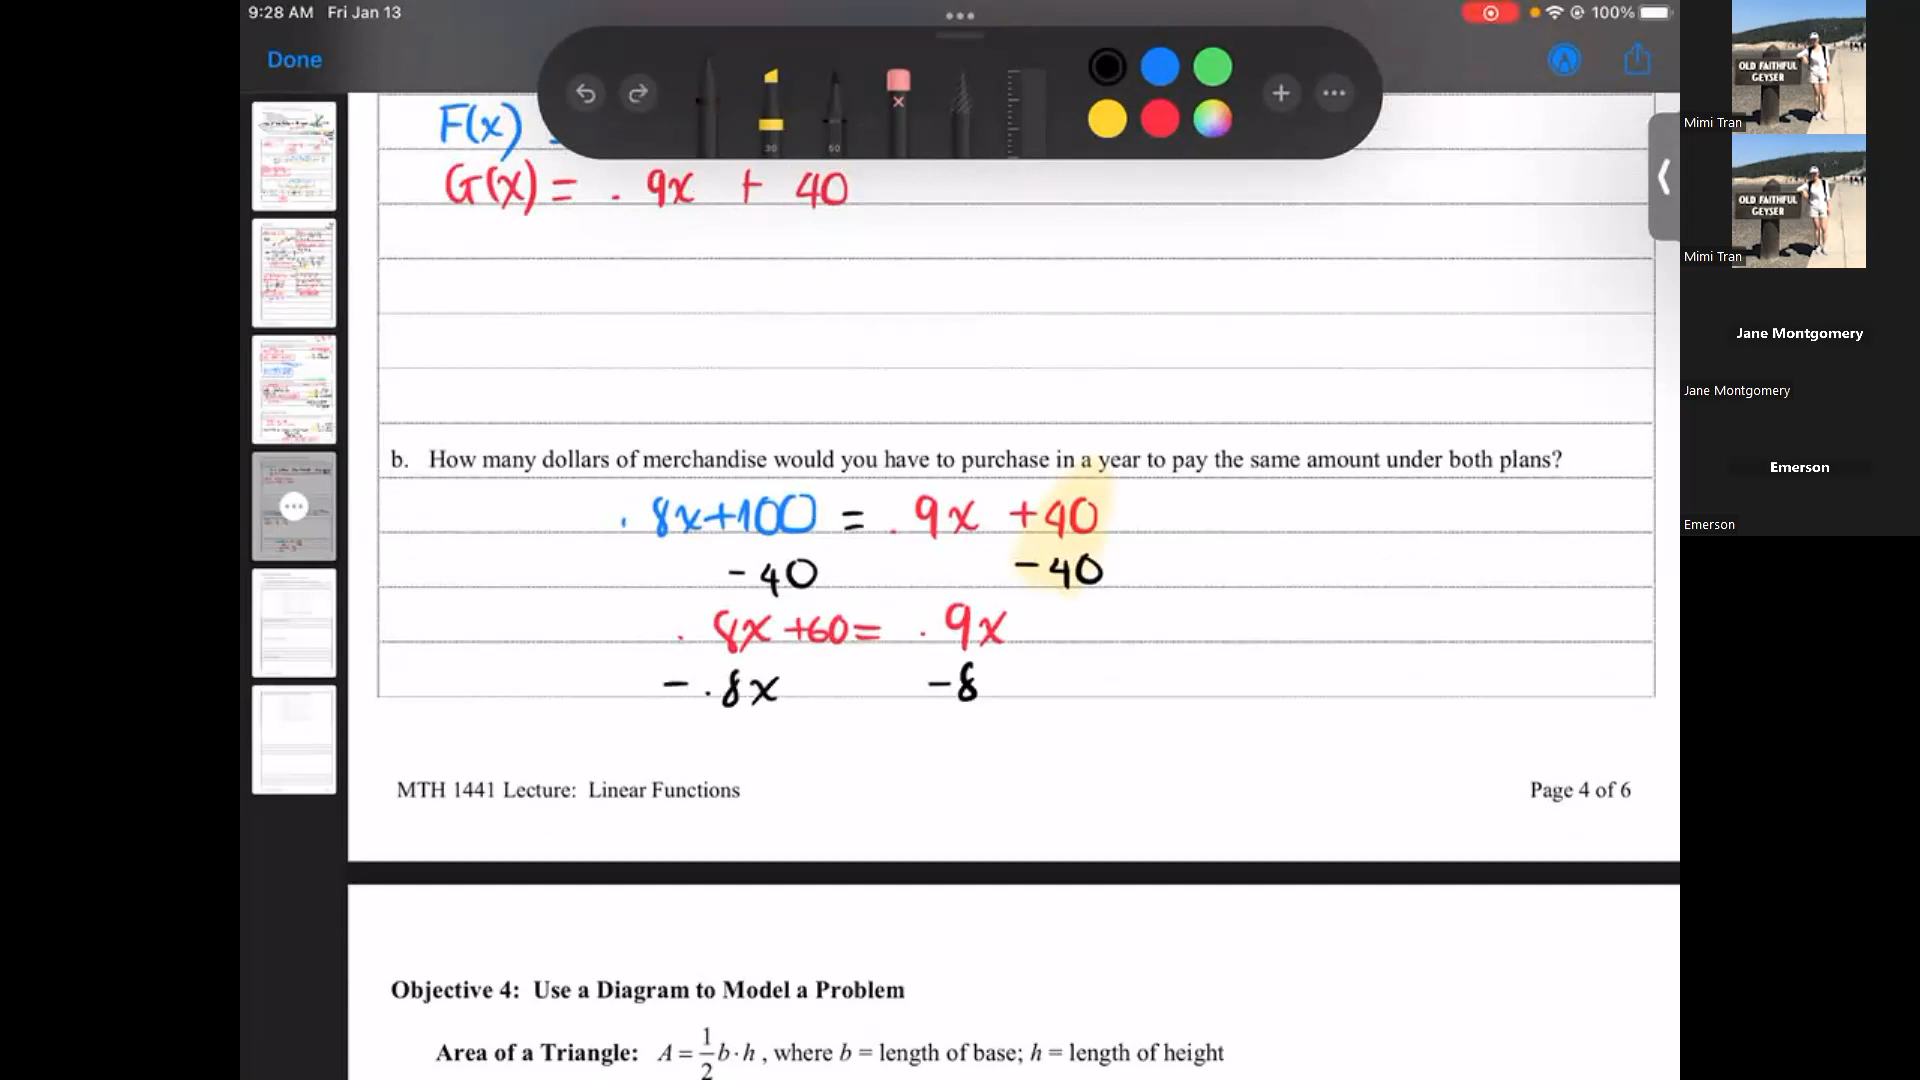 9:28 AM Fri Jan 13
100%
Done
30
50
F(x)
G(x) = .9x + 40
b. How many dollars of merchandise would you have to purchase in a year to pay the same amount under both plans?
.8x+100 = .9x +40
-40 -40
.8x +60= .9x
-.8x -8
MTH 1441 Lecture: Linear Functions
Page 4 of 6
Objective 4: Use a Diagram to Model a Problem
Area of a Triangle: A = 1/2 b · h , where b = length of base; h = length of height
OLD FAITHFUL
GEYSER
Mimi Tran
OLD FAITHFUL
GEYSER
Mimi Tran
Jane Montgomery
Jane Montgomery
Emerson
Emerson